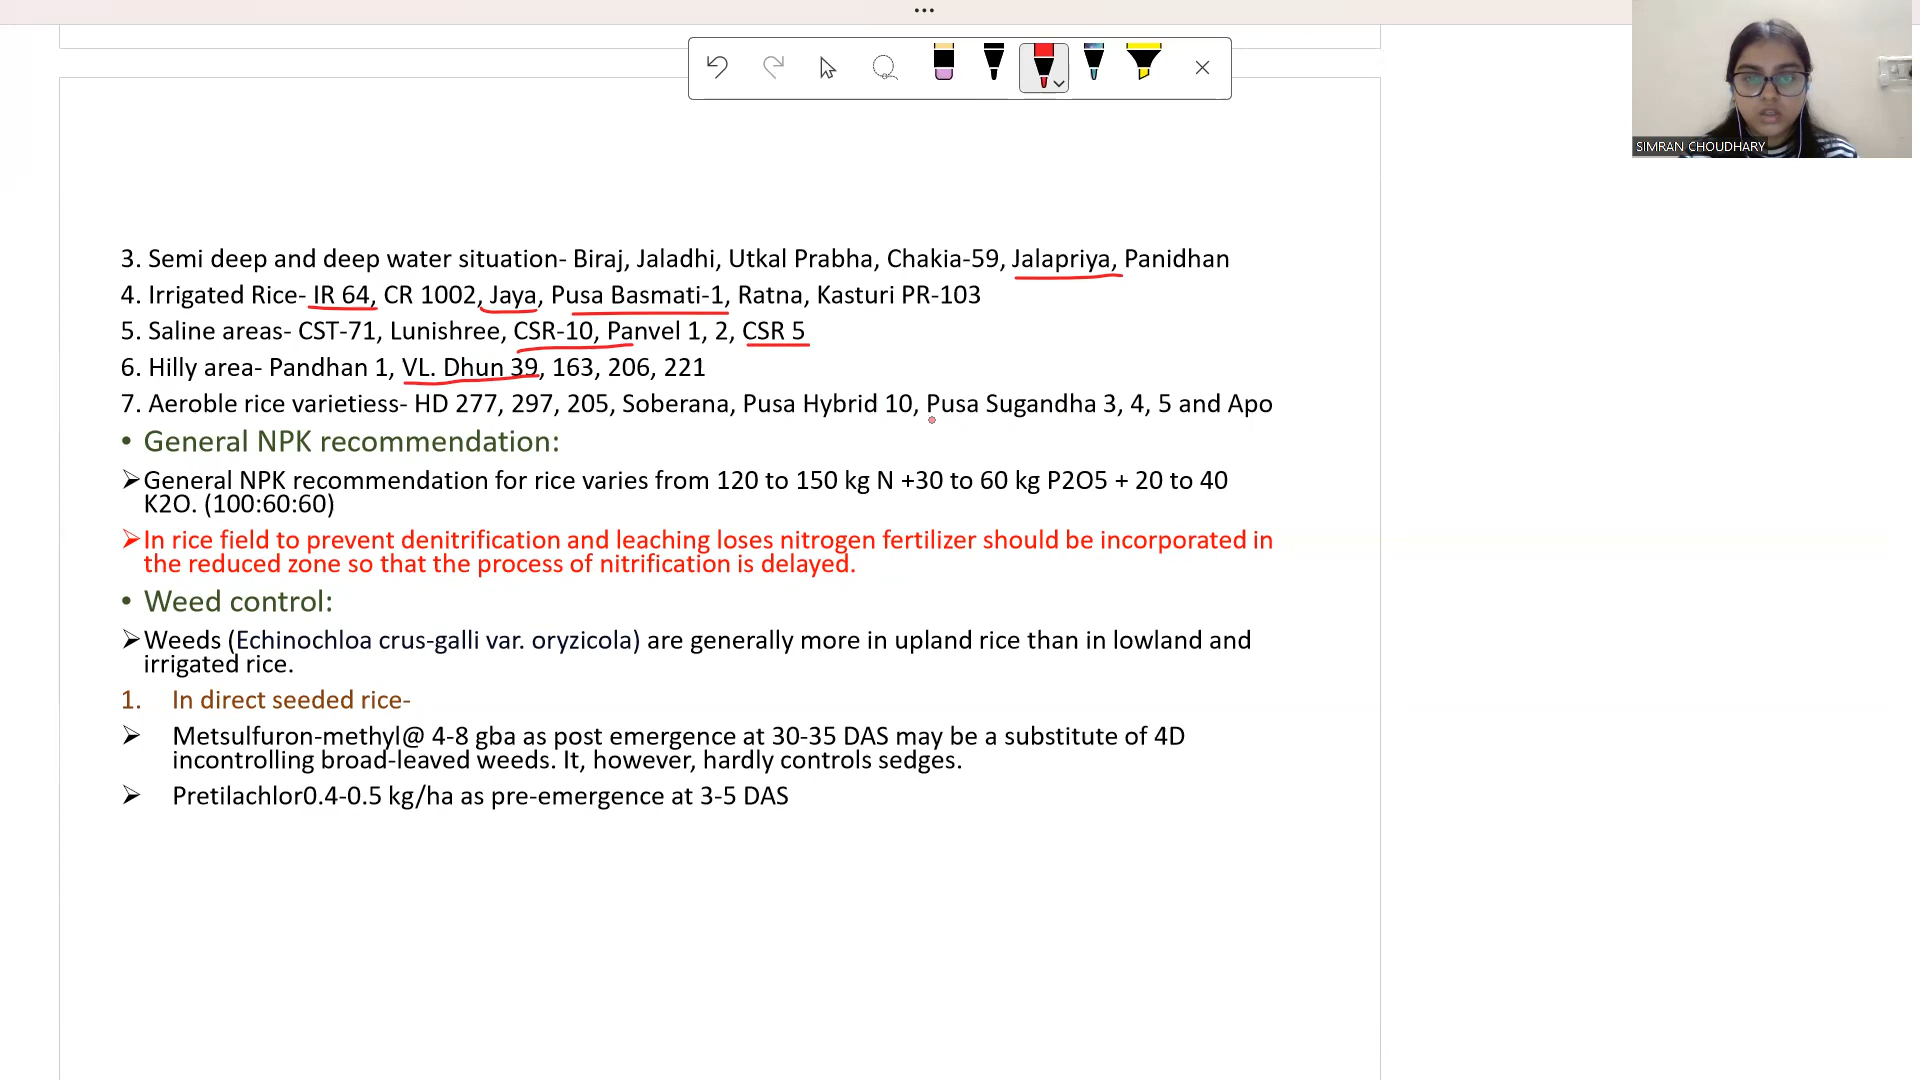 SIMRAN CHOUDHARY
3. Semi deep and deep water situation- Biraj, Jaladhi, Utkal Prabha, Chakia-59, Jalapriya, Panidhan
4. Irrigated Rice- IR 64, CR 1002, Jaya, Pusa Basmati-1, Ratna, Kasturi PR-103
5. Saline areas- CST-71, Lunishree, CSR-10, Panvel 1, 2, CSR 5
6. Hilly area- Pandhan 1, VL. Dhun 39, 163, 206, 221
7. Aeroble rice varietiess- HD 277, 297, 205, Soberana, Pusa Hybrid 10, Pusa Sugandha 3, 4, 5 and Apo
• General NPK recommendation:
➢General NPK recommendation for rice varies from 120 to 150 kg N +30 to 60 kg P2O5 + 20 to 40
K2O. (100:60:60)
➢In rice field to prevent denitrification and leaching loses nitrogen fertilizer should be incorporated in
the reduced zone so that the process of nitrification is delayed.
• Weed control:
➢Weeds (Echinochloa crus-galli var. oryzicola) are generally more in upland rice than in lowland and
irrigated rice.
1. In direct seeded rice-
➢ Metsulfuron-methyl@ 4-8 gba as post emergence at 30-35 DAS may be a substitute of 4D
incontrolling broad-leaved weeds. It, however, hardly controls sedges.
➢ Pretilachlor0.4-0.5 kg/ha as pre-emergence at 3-5 DAS